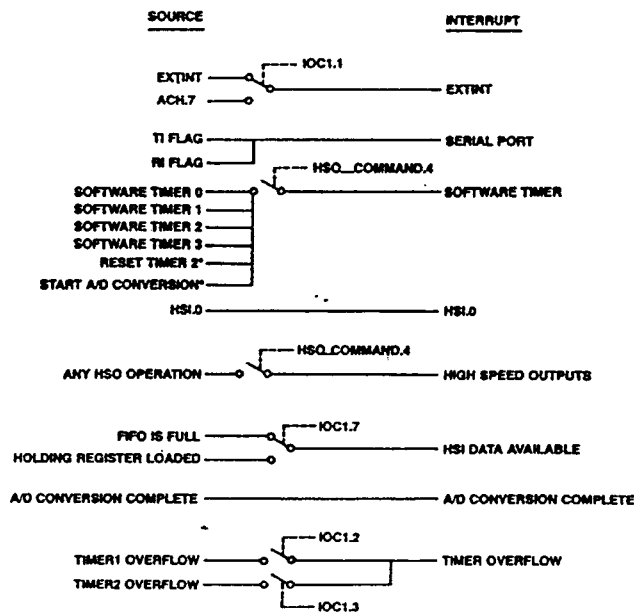 SOURCE INTERRUPT
IOC1.1
EXTINT EXTINT
ACH.7
TI FLAG SERIAL PORT
RI FLAG
HSO_COMMAND.4
SOFTWARE TIMER 0 SOFTWARE TIMER
SOFTWARE TIMER 1
SOFTWARE TIMER 2
SOFTWARE TIMER 3
RESET TIMER 2*
START A/D CONVERSION*
HSI.0 HSI.0
HSO_COMMAND.4
ANY HSO OPERATION HIGH SPEED OUTPUTS
IOC1.7
FIFO IS FULL
HSI DATA AVAILABLE
HOLDING REGISTER LOADED
A/D CONVERSION COMPLETE A/D CONVERSION COMPLETE
IOC1.2
TIMER1 OVERFLOW TIMER OVERFLOW
TIMER2 OVERFLOW
IOC1.3